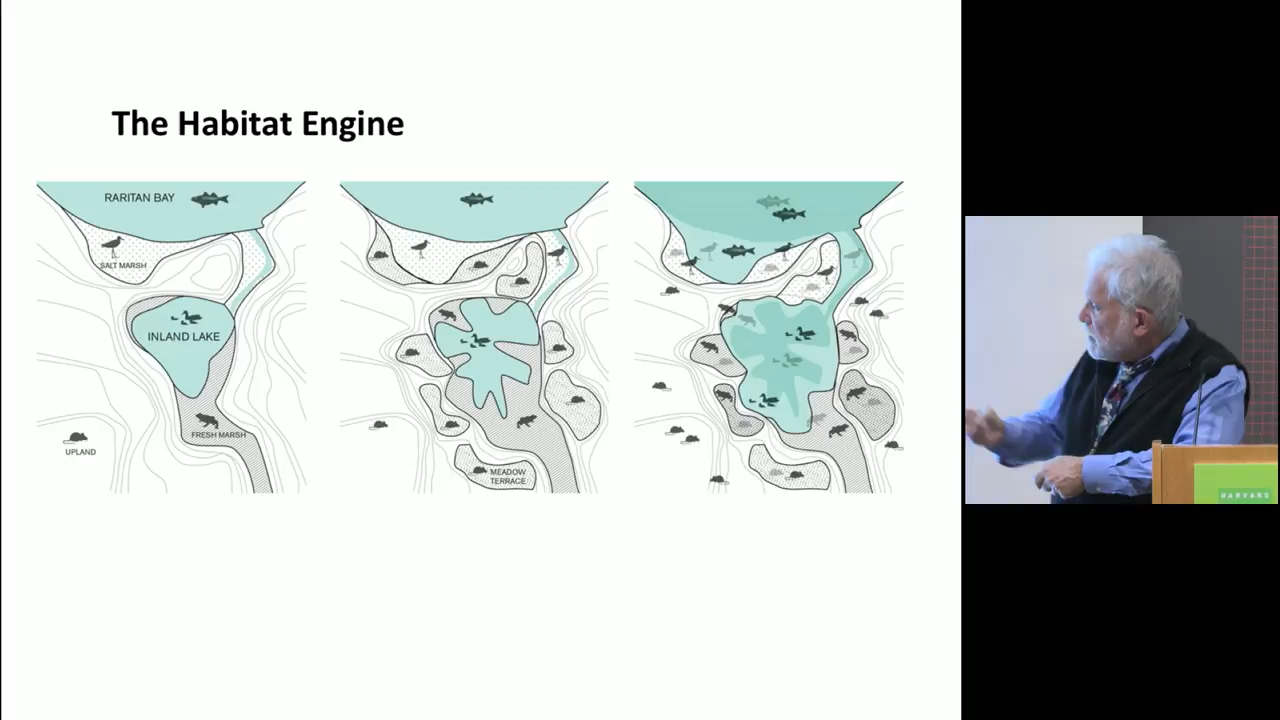 The Habitat Engine
RARITAN BAY
SALT MARSH
INLAND LAKE
FRESH MARSH
UPLAND
MEADOW
TERRACE
HARVARD